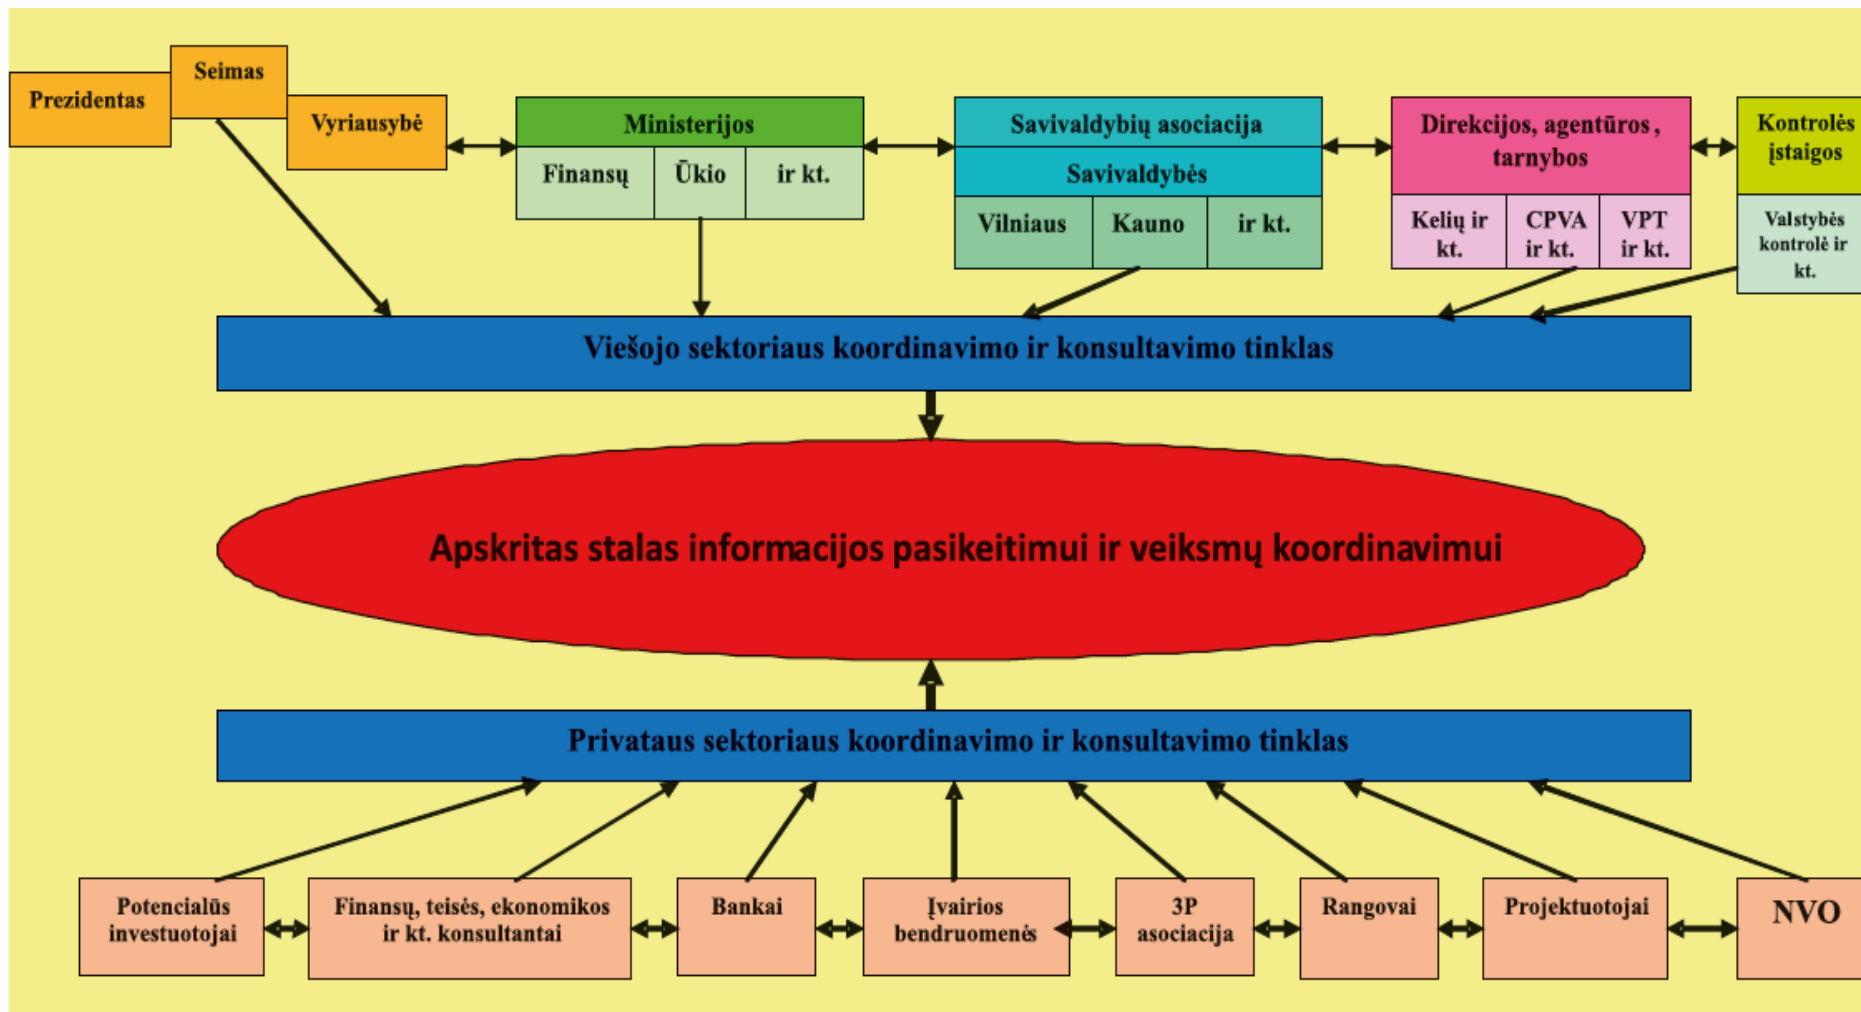 Prezidentas
Seimas
Vyriausybė
Ministerijos
Finansų
Ūkio
ir kt.
Savivaldybių asociacija
Savivaldybės
Vilniaus
Kauno
ir kt.
Direkcijos, agentūros ,
tarnybos
Kelių ir
kt.
CPVA
ir kt.
VPT
ir kt.
Kontrolės
įstaigos
Valstybės
kontrolė ir
kt.
Viešojo sektoriaus koordinavimo ir konsultavimo tinklas
Apskritas stalas informacijos pasikeitimui ir veiksmų koordinavimui
Privataus sektoriaus koordinavimo ir konsultavimo tinklas
Potencialūs
investuotojai
Finansų, teisės, ekonomikos
ir kt. konsultantai
Bankai
Įvairios
bendruomenės
3P
asociacija
Rangovai
Projektuotojai
NVO